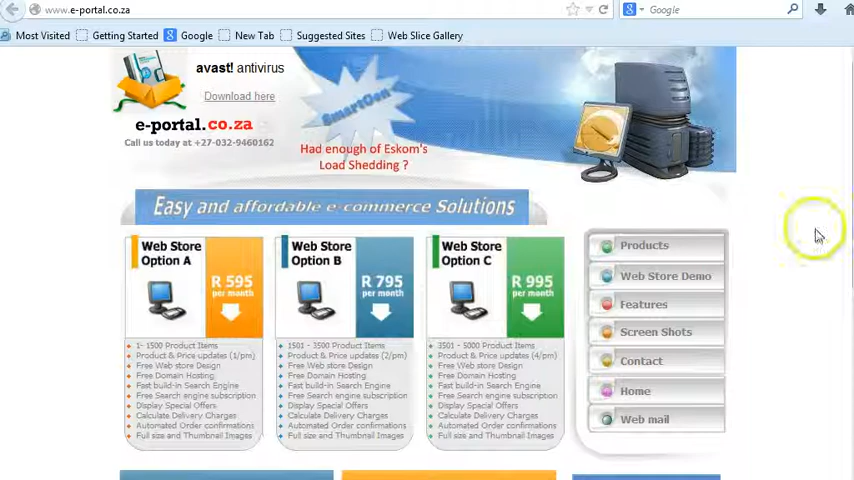 www.e-portal.co.za
Google
Most Visited
Getting Started
Google
New Tab
Suggested Sites
Web Slice Gallery
avast! antivirus
Download here
e-portal.co.za
Call us today at +27-032-9460162
SmartGen
Had enough of Eskom's
Load Shedding ?
Easy and affordable e-commerce Solutions
Web Store
Option A
R 595
per month
1- 1500 Product Items
Product & Price updates (1/pm)
Free Web store Design
Free Domain Hosting
Fast build-in Search Engine
Free Search engine subscription
Display Special Offers
Calculate Delivery Charges
Automated Order confirmations
Full size and Thumbnail Images
Web Store
Option B
R 795
per month
1501 - 3500 Product Items
Product & Price updates (2/pm)
Free Web store Design
Free Domain Hosting
Fast build-in Search Engine
Free Search engine subscription
Display Special Offers
Calculate Delivery Charges
Automated Order confirmations
Full size and Thumbnail Images
Web Store
Option C
R 995
per month
3501 - 5000 Product Items
Product & Price updates (4/pm)
Free Web store Design
Free Domain Hosting
Fast build-in Search Engine
Free Search engine subscription
Display Special Offers
Calculate Delivery Charges
Automated Order confirmations
Full size and Thumbnail Images
Products
Web Store Demo
Features
Screen Shots
Contact
Home
Web mail